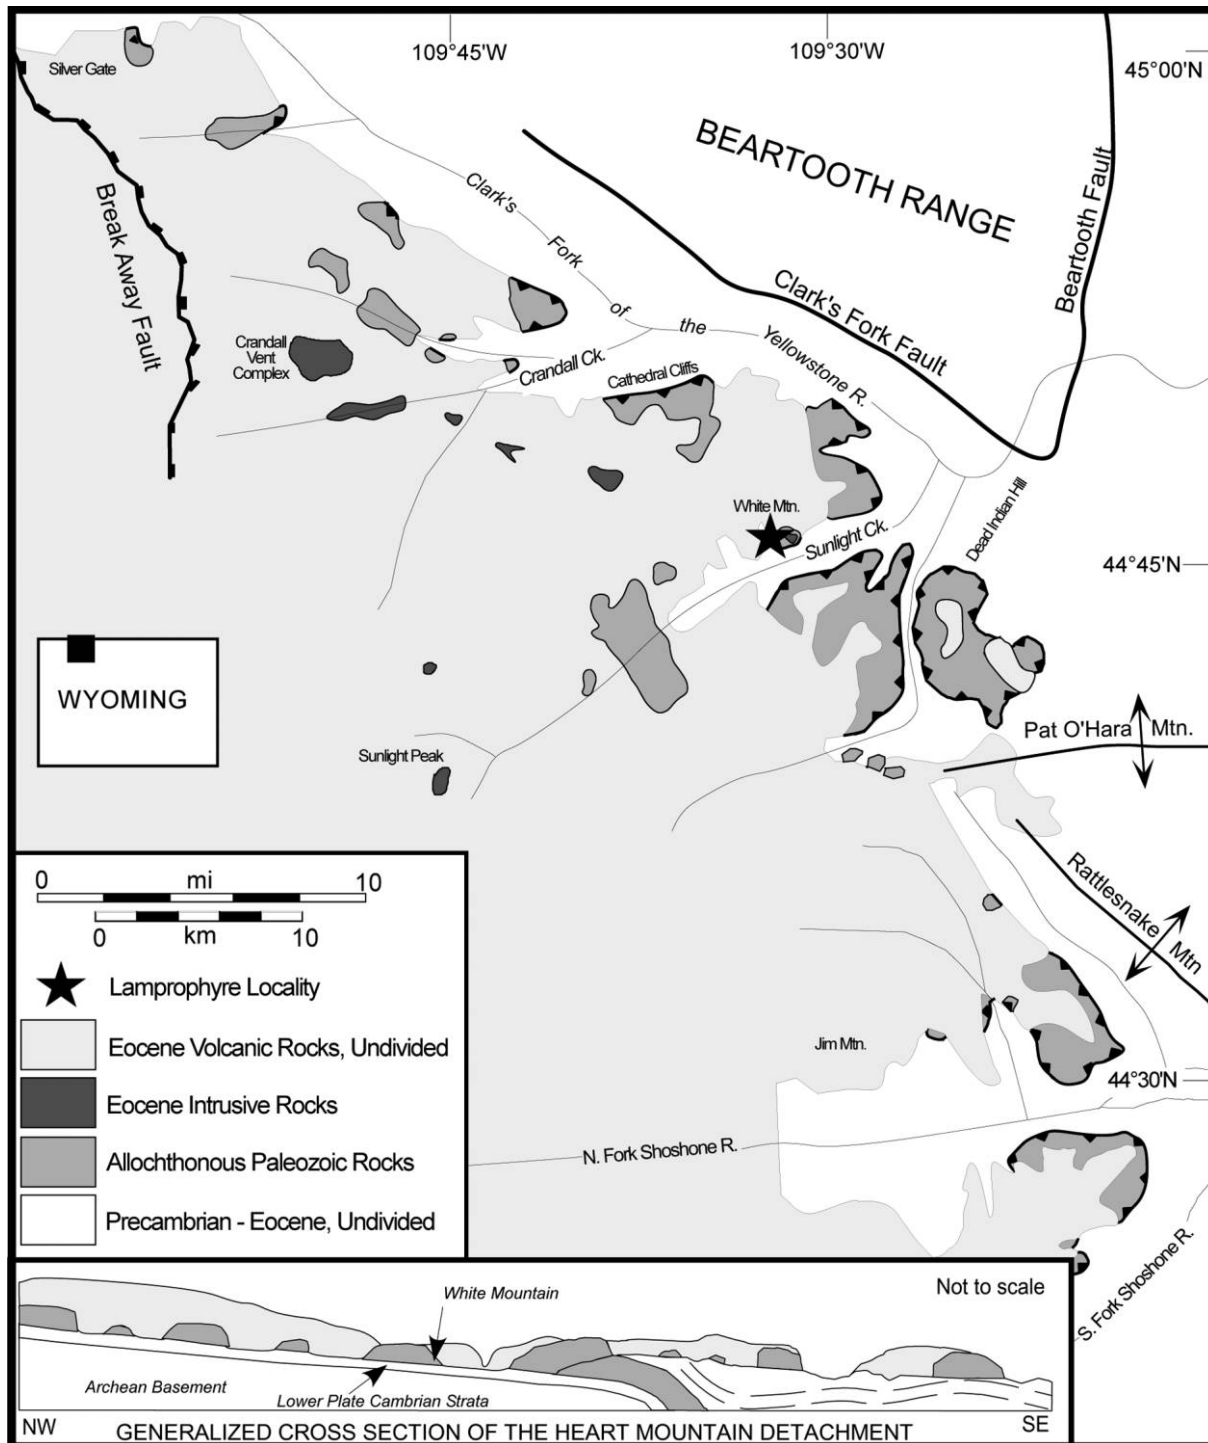 109°45'W
109°30'W
45°00'N
Silver Gate
BEARTOOTH RANGE
Break Away Fault
Clark's
Fork
of
the
Yellowstone R.
Clark's Fork Fault
Beartooth Fault
Crandall
Vent
Complex
Crandall Ck.
Cathedral Cliffs
White Mtn.
Sunlight Ck.
Dead Indian Hill
44°45'N
WYOMING
Sunlight Peak
Pat O'Hara Mtn.
Rattlesnake Mtn
Jim Mtn.
44°30'N
N. Fork Shoshone R.
S. Fork Shoshone R.
0 mi 10
0 km 10
Lamprophyre Locality
Eocene Volcanic Rocks, Undivided
Eocene Intrusive Rocks
Allochthonous Paleozoic Rocks
Precambrian - Eocene, Undivided
White Mountain
Not to scale
Archean Basement
Lower Plate Cambrian Strata
NW
SE
GENERALIZED CROSS SECTION OF THE HEART MOUNTAIN DETACHMENT